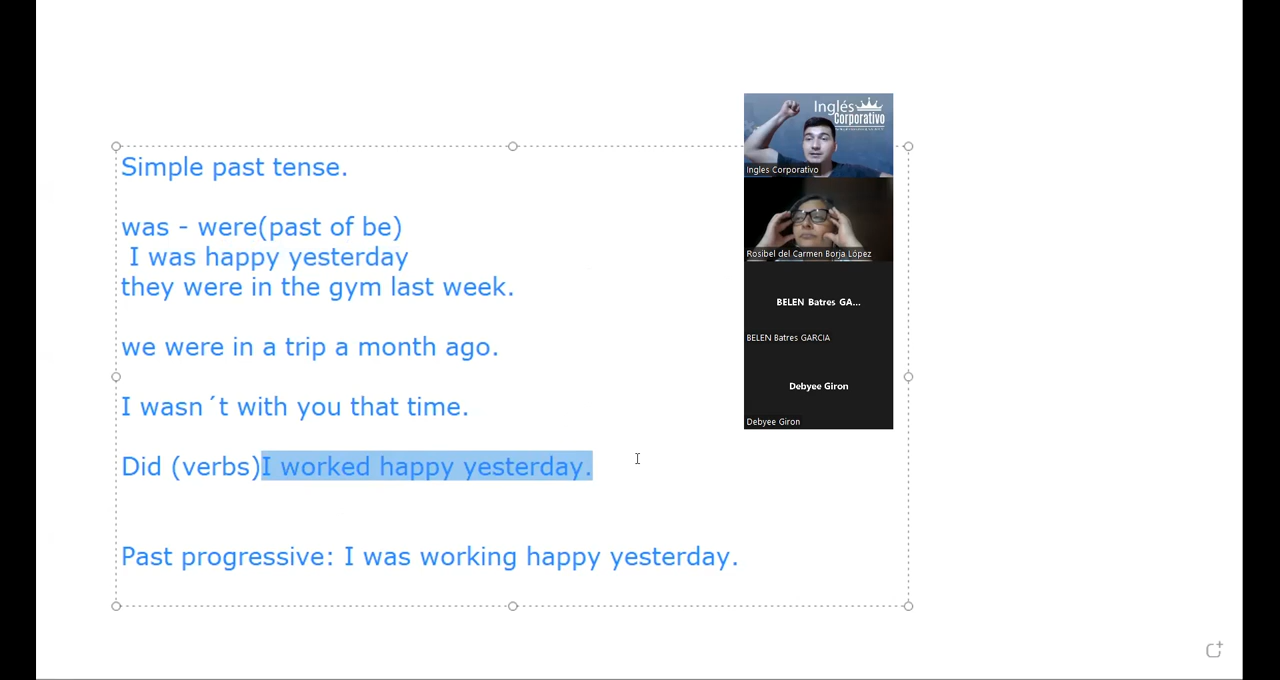 Simple past tense.
was - were(past of be)
I was happy yesterday
they were in the gym last week.
we were in a trip a month ago.
I wasn´t with you that time.
Did (verbs)I worked happy yesterday.
Past progressive: I was working happy yesterday.
Inglés
Corporativo
Ingles Corporativo
Rosibel del Carmen Borja López
BELEN Batres GA...
BELEN Batres GARCIA
Debyee Giron
Debyee Giron